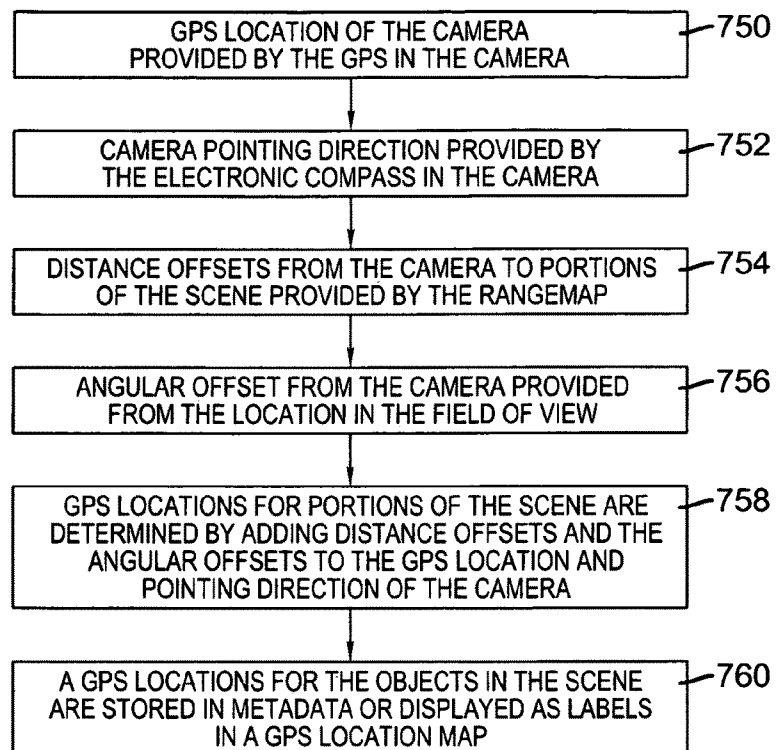 GPS LOCATION OF THE CAMERA
PROVIDED BY THE GPS IN THE CAMERA
750
CAMERA POINTING DIRECTION PROVIDED BY
THE ELECTRONIC COMPASS IN THE CAMERA
752
DISTANCE OFFSETS FROM THE CAMERA TO PORTIONS
OF THE SCENE PROVIDED BY THE RANGEMAP
754
ANGULAR OFFSET FROM THE CAMERA PROVIDED
FROM THE LOCATION IN THE FIELD OF VIEW
756
GPS LOCATIONS FOR PORTIONS OF THE SCENE ARE
DETERMINED BY ADDING DISTANCE OFFSETS AND THE
ANGULAR OFFSETS TO THE GPS LOCATION AND
POINTING DIRECTION OF THE CAMERA
758
A GPS LOCATIONS FOR THE OBJECTS IN THE SCENE
ARE STORED IN METADATA OR DISPLAYED AS LABELS
IN A GPS LOCATION MAP
760